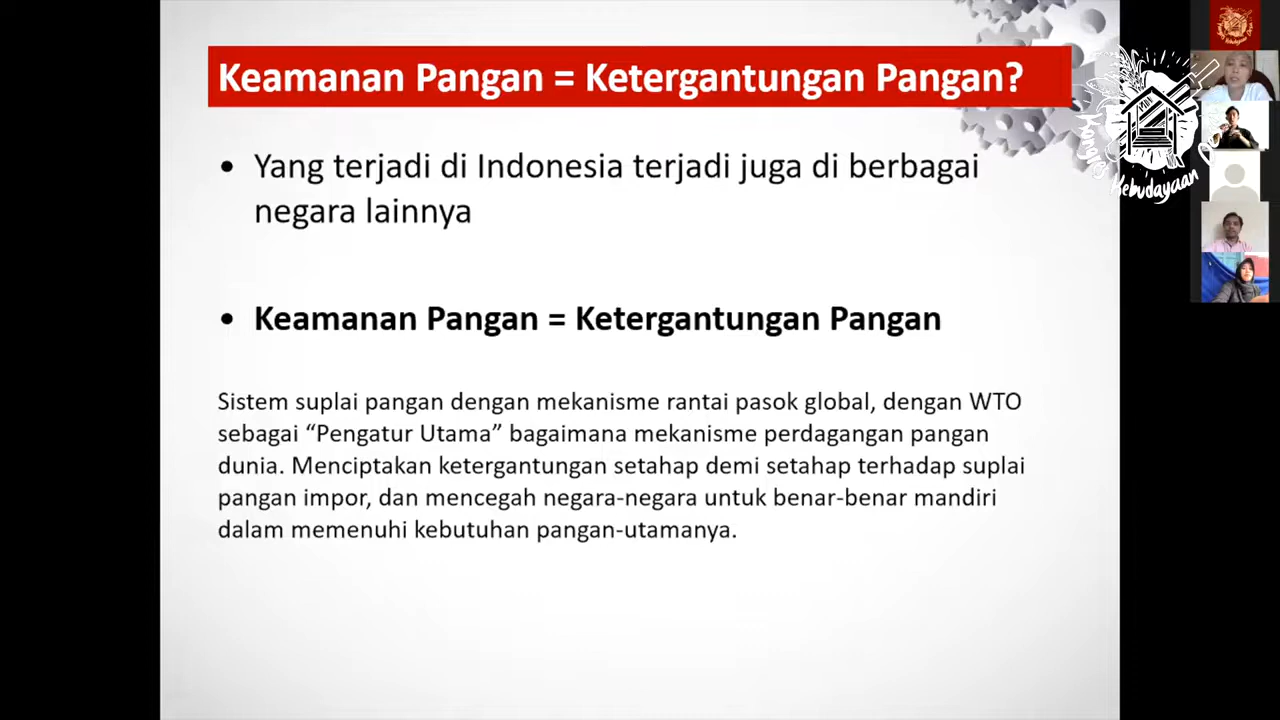 Keamanan Pangan = Ketergantungan Pangan?
• Yang terjadi di Indonesia terjadi juga di berbagai
negara lainnya
• Keamanan Pangan = Ketergantungan Pangan
Sistem suplai pangan dengan mekanisme rantai pasok global, dengan WTO
sebagai “Pengatur Utama” bagaimana mekanisme perdagangan pangan
dunia. Menciptakan ketergantungan setahap demi setahap terhadap suplai
pangan impor, dan mencegah negara-negara untuk benar-benar mandiri
dalam memenuhi kebutuhan pangan-utamanya.
Kebudayaan